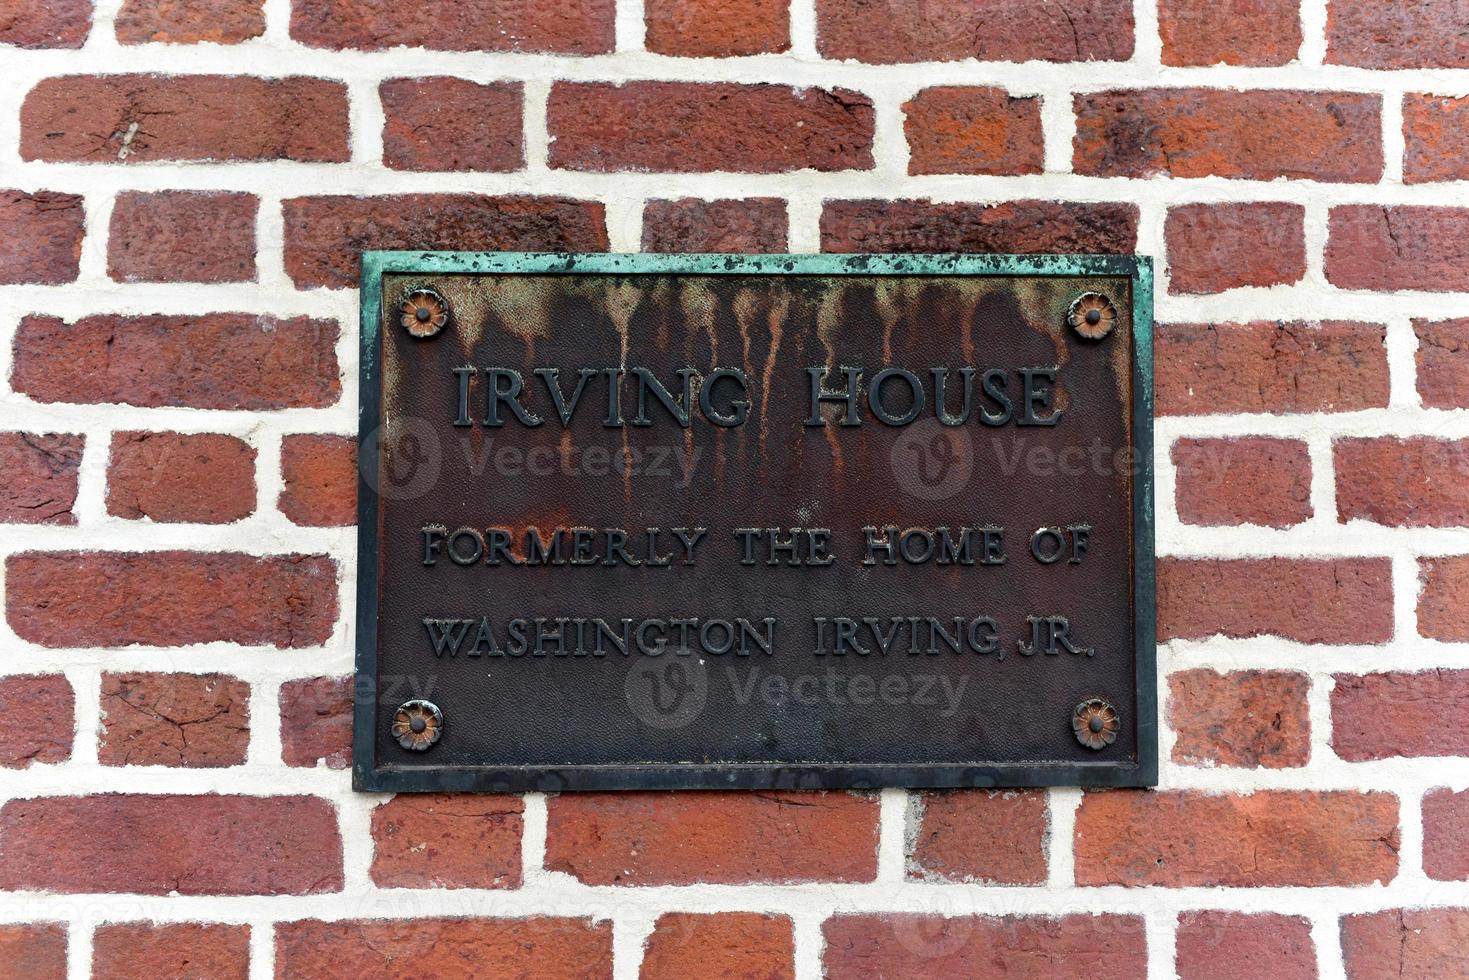 IRVING HOUSE
FORMERLY THE HOME OF
WASHINGTON IRVING, JR.
Vecteezy
Vecteezy
Vecteezy